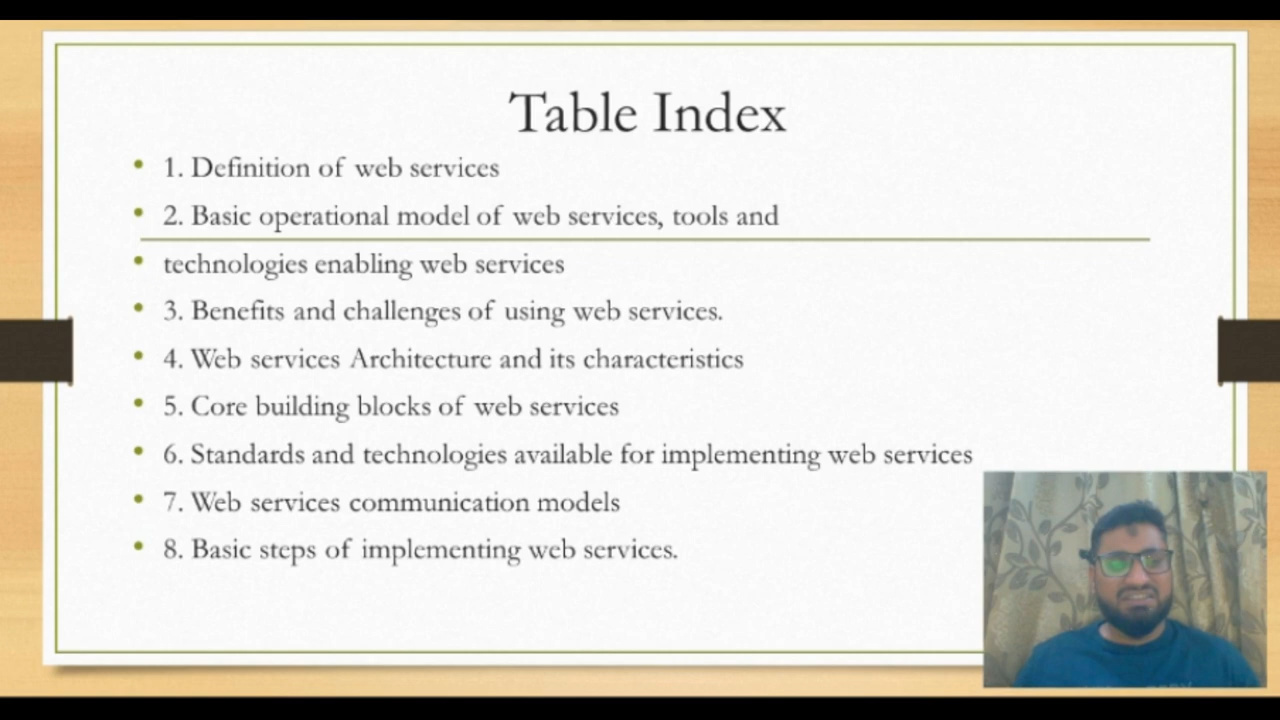 Table Index
• 1. Definition of web services
• 2. Basic operational model of web services, tools and
• technologies enabling web services
• 3. Benefits and challenges of using web services.
• 4. Web services Architecture and its characteristics
• 5. Core building blocks of web services
• 6. Standards and technologies available for implementing web services
• 7. Web services communication models
• 8. Basic steps of implementing web services.